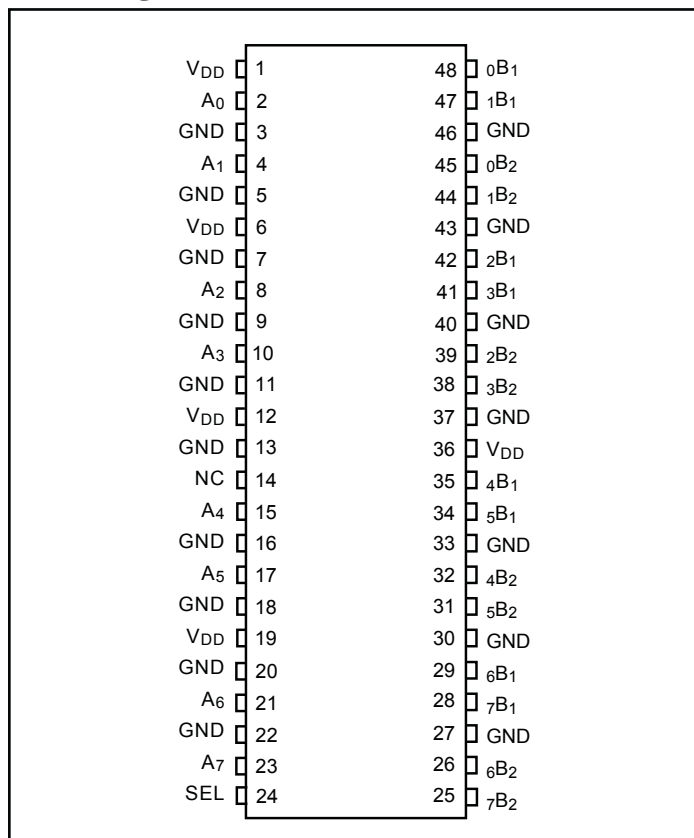 VDD 1 48 0B1
A0 2 47 1B1
GND 3 46 GND
A1 4 45 0B2
GND 5 44 1B2
VDD 6 43 GND
GND 7 42 2B1
A2 8 41 3B1
GND 9 40 GND
A3 10 39 2B2
GND 11 38 3B2
VDD 12 37 GND
GND 13 36 VDD
NC 14 35 4B1
A4 15 34 5B1
GND 16 33 GND
A5 17 32 4B2
GND 18 31 5B2
VDD 19 30 GND
GND 20 29 6B1
A6 21 28 7B1
GND 22 27 GND
A7 23 26 6B2
SEL 24 25 7B2